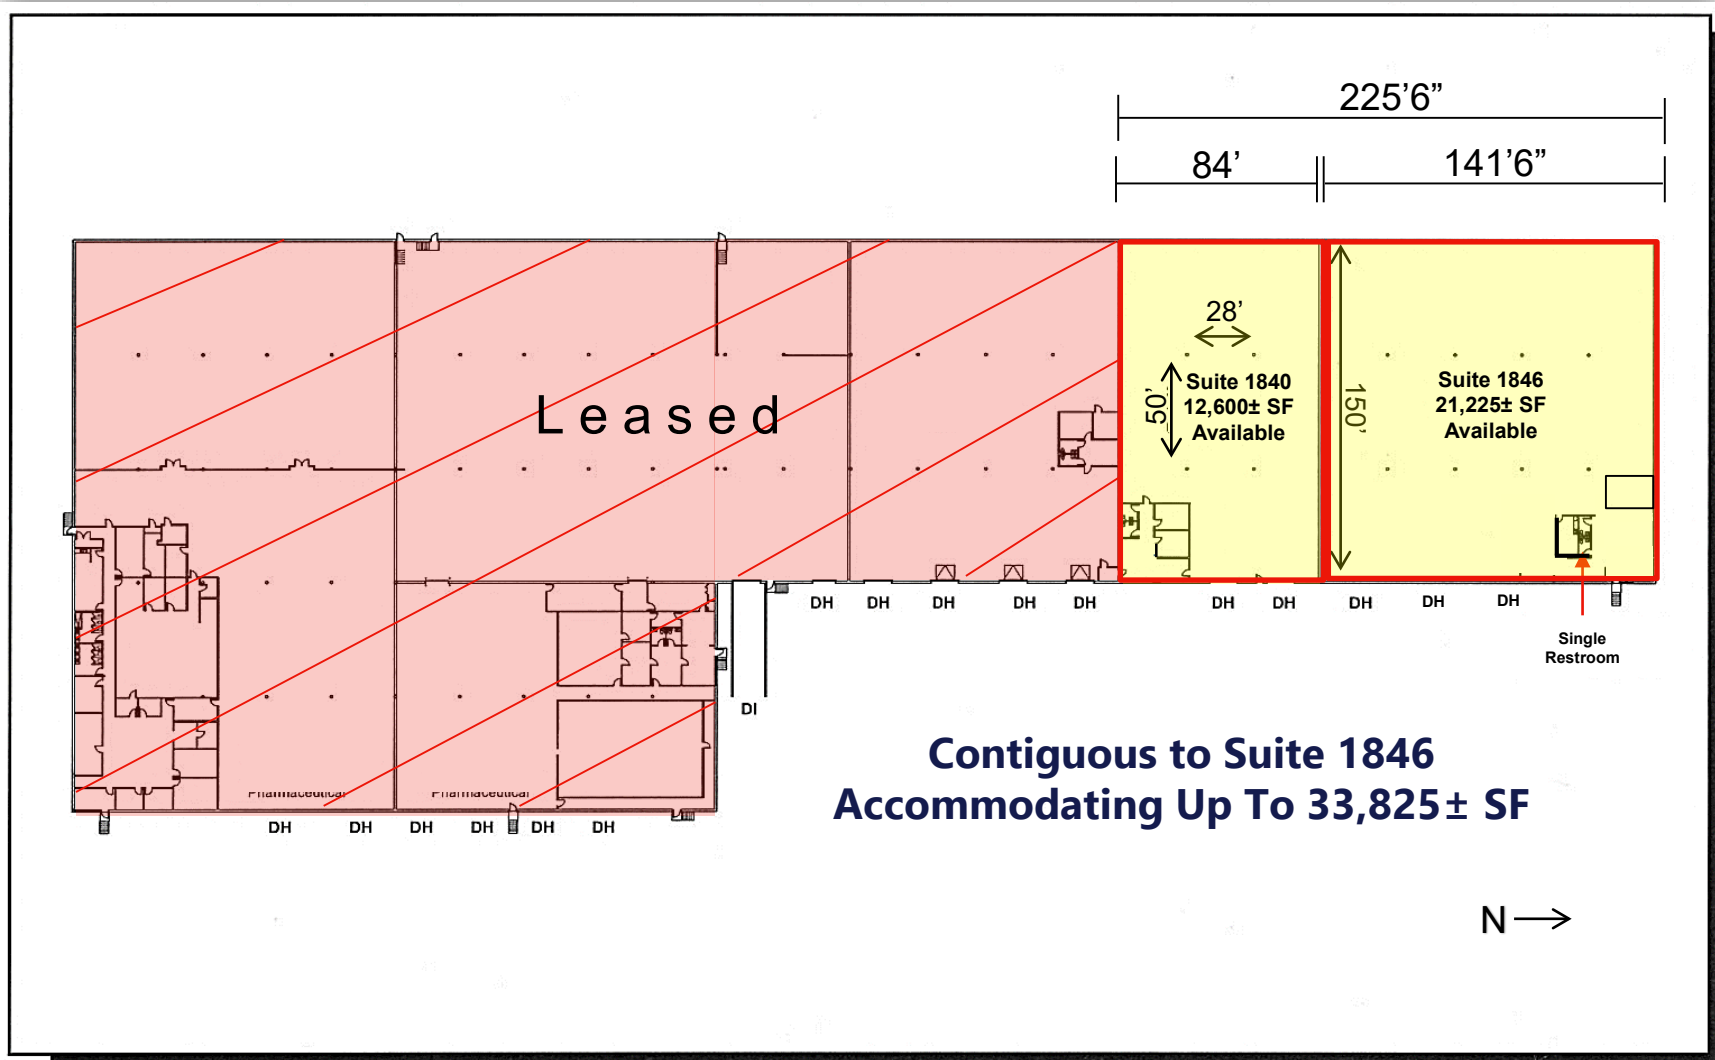 225’6”
84’
141’6”
28’
50’
150’
Suite 1840
12,600± SF
Available
Suite 1846
21,225± SF
Available
Leased
DH DH DH DH DH DH DH DH DH DH
Single
Restroom
DI
Contiguous to Suite 1846
Accommodating Up To 33,825± SF
Pharmaceutical Pharmaceutical
DH DH DH DH DH DH
N